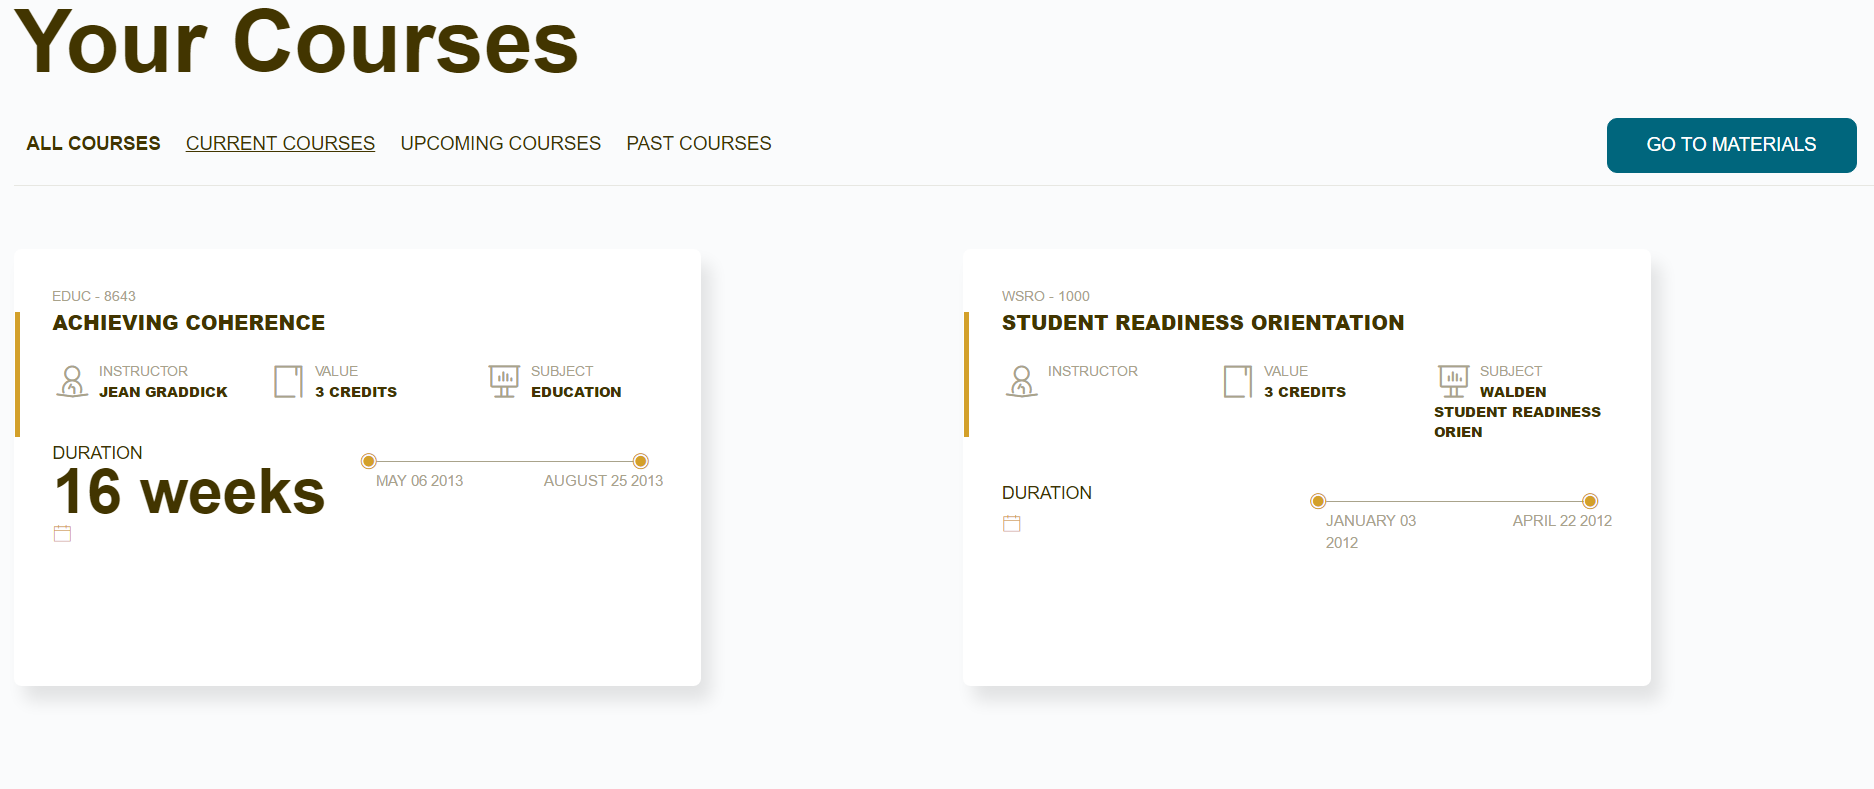 Your Courses
ALL COURSES CURRENT COURSES UPCOMING COURSES PAST COURSES
GO TO MATERIALS
EDUC - 8643
ACHIEVING COHERENCE
INSTRUCTOR
JEAN GRADDICK
VALUE
3 CREDITS
SUBJECT
EDUCATION
DURATION
16 weeks
MAY 06 2013
AUGUST 25 2013
WSRO - 1000
STUDENT READINESS ORIENTATION
INSTRUCTOR
VALUE
3 CREDITS
SUBJECT
WALDEN
STUDENT READINESS
ORIEN
DURATION
JANUARY 03
2012
APRIL 22 2012